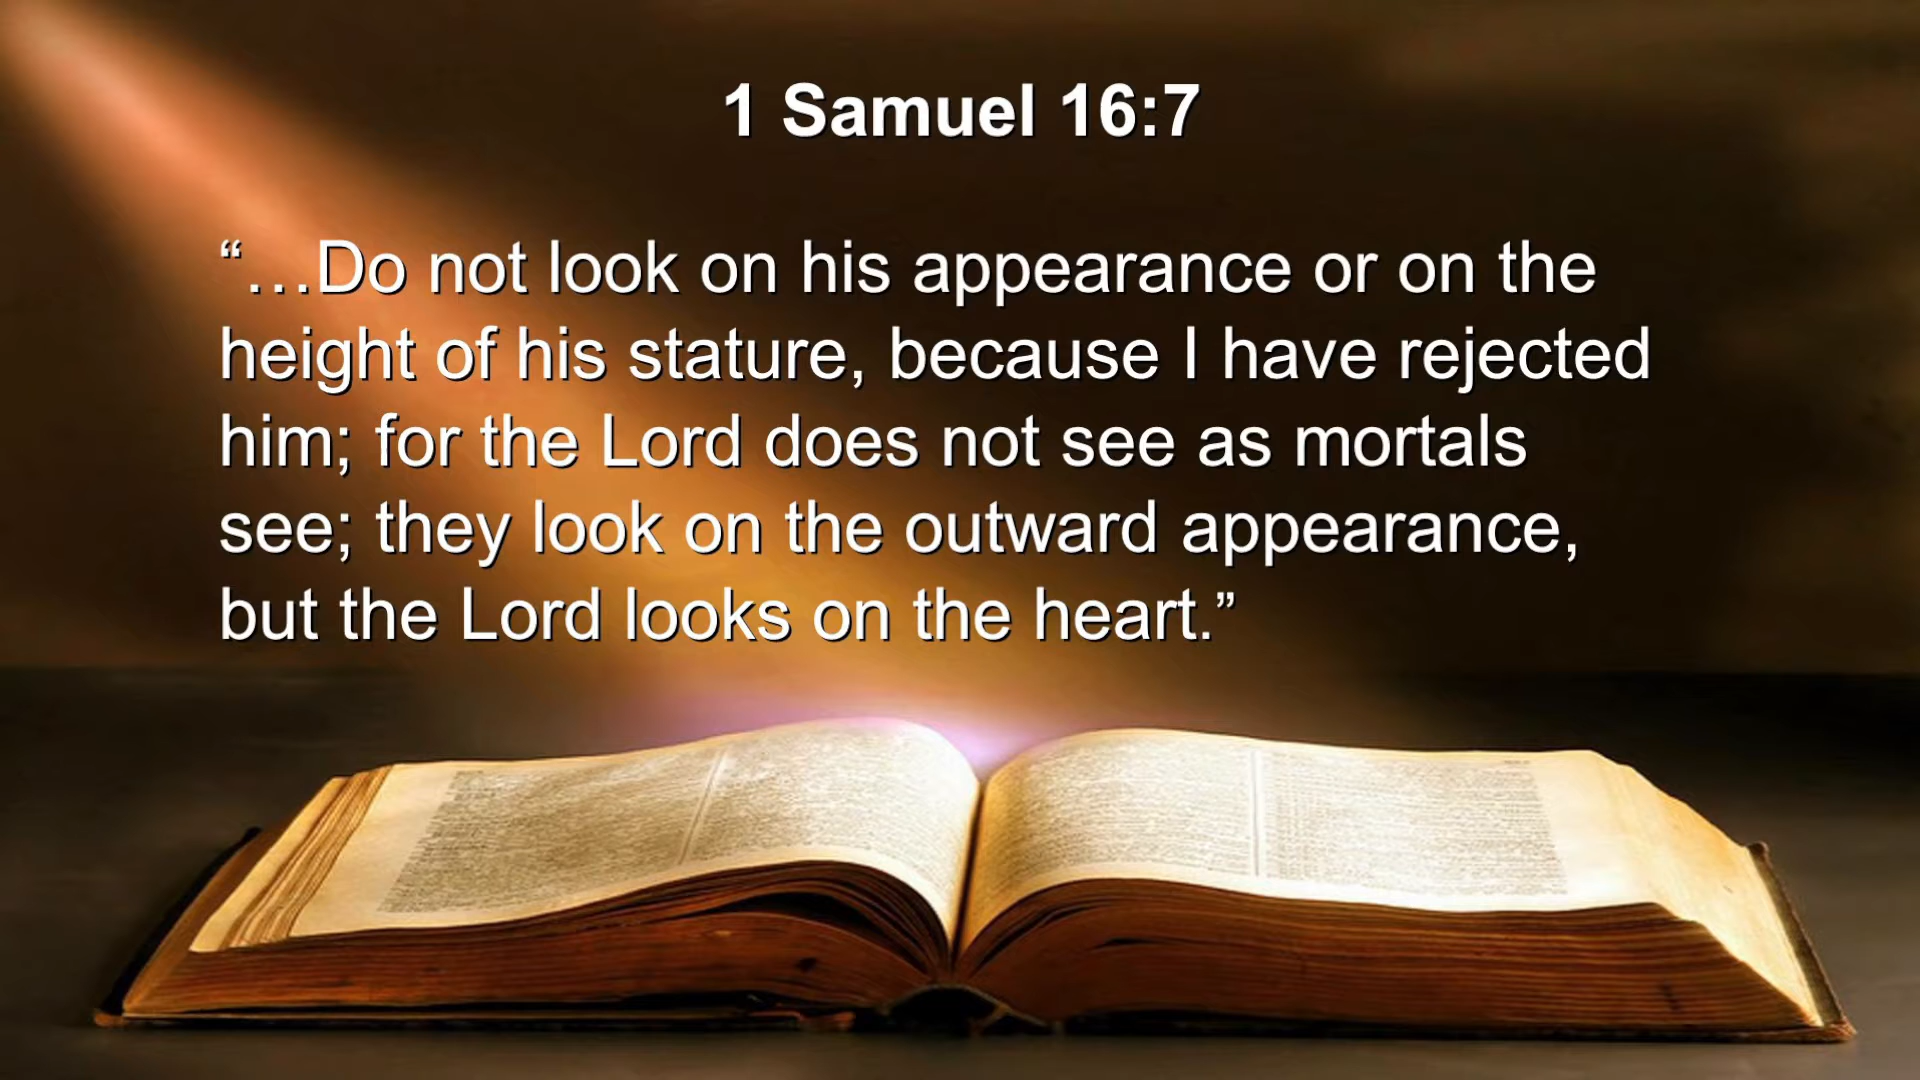 1 Samuel 16:7
“…Do not look on his appearance or on the
height of his stature, because I have rejected
him; for the Lord does not see as mortals
see; they look on the outward appearance,
but the Lord looks on the heart.”